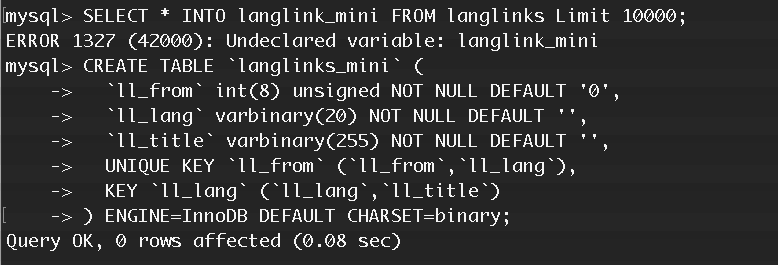 [mysql> SELECT * INTO langlink_mini FROM langlinks Limit 10000;
ERROR 1327 (42000): Undeclared variable: langlink_mini
mysql> CREATE TABLE `langlinks_mini` (
    ->   `ll_from` int(8) unsigned NOT NULL DEFAULT '0',
    ->   `ll_lang` varbinary(20) NOT NULL DEFAULT '',
    ->   `ll_title` varbinary(255) NOT NULL DEFAULT '',
    ->   UNIQUE KEY `ll_from` (`ll_from`,`ll_lang`),
    ->   KEY `ll_lang` (`ll_lang`,`ll_title`)
[    -> ) ENGINE=InnoDB DEFAULT CHARSET=binary;
Query OK, 0 rows affected (0.08 sec)